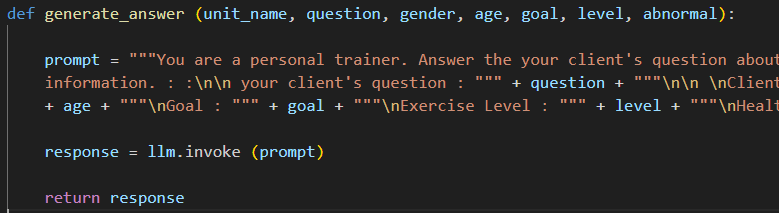 def generate_answer (unit_name, question, gender, age, goal, level, abnormal):
prompt = """You are a personal trainer. Answer the your client's question about
information. : :\n\n your client's question : """ + question + """\n\n \nClient
+ age + """\nGoal : """ + goal + """\nExercise Level : """ + level + """\nHealt
response = llm.invoke (prompt)
return response